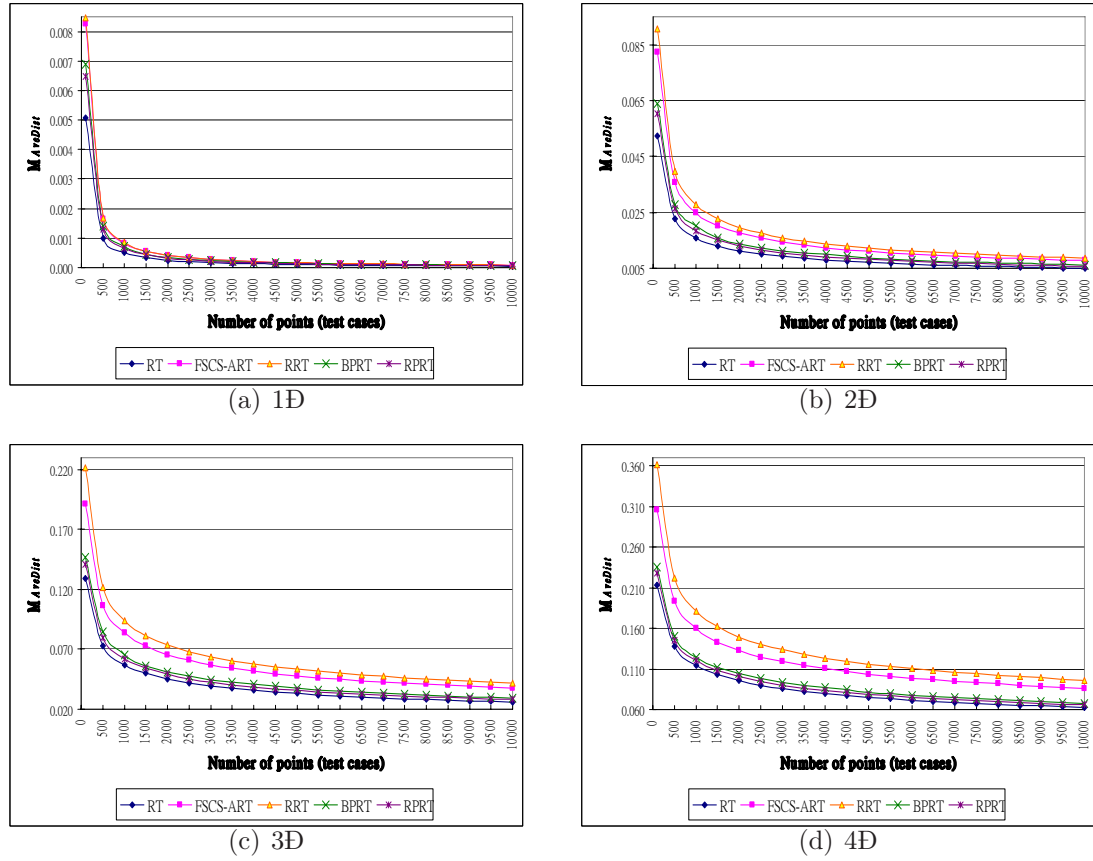 0.008
0.007
0.006
0.005
0.004
0.003
0.002
0.001
0.000
M AveDist
0 500 1000 1500 2000 2500 3000 3500 4000 4500 5000 5500 6000 6500 7000 7500 8000 8500 9000 9500 10000
Number of points (test cases)
RT FSCS-ART RRT BPRT RPRT
(a) 1Đ
0.085
0.065
0.045
0.025
0.005
M AveDist
0 500 1000 1500 2000 2500 3000 3500 4000 4500 5000 5500 6000 6500 7000 7500 8000 8500 9000 9500 10000
Number of points (test cases)
RT FSCS-ART RRT BPRT RPRT
(b) 2Đ
0.220
0.170
0.120
0.070
0.020
M AveDist
0 500 1000 1500 2000 2500 3000 3500 4000 4500 5000 5500 6000 6500 7000 7500 8000 8500 9000 9500 10000
Number of points (test cases)
RT FSCS-ART RRT BPRT RPRT
(c) 3Đ
0.360
0.310
0.260
0.210
0.160
0.110
0.060
M AveDist
0 500 1000 1500 2000 2500 3000 3500 4000 4500 5000 5500 6000 6500 7000 7500 8000 8500 9000 9500 10000
Number of points (test cases)
RT FSCS-ART RRT BPRT RPRT
(d) 4Đ